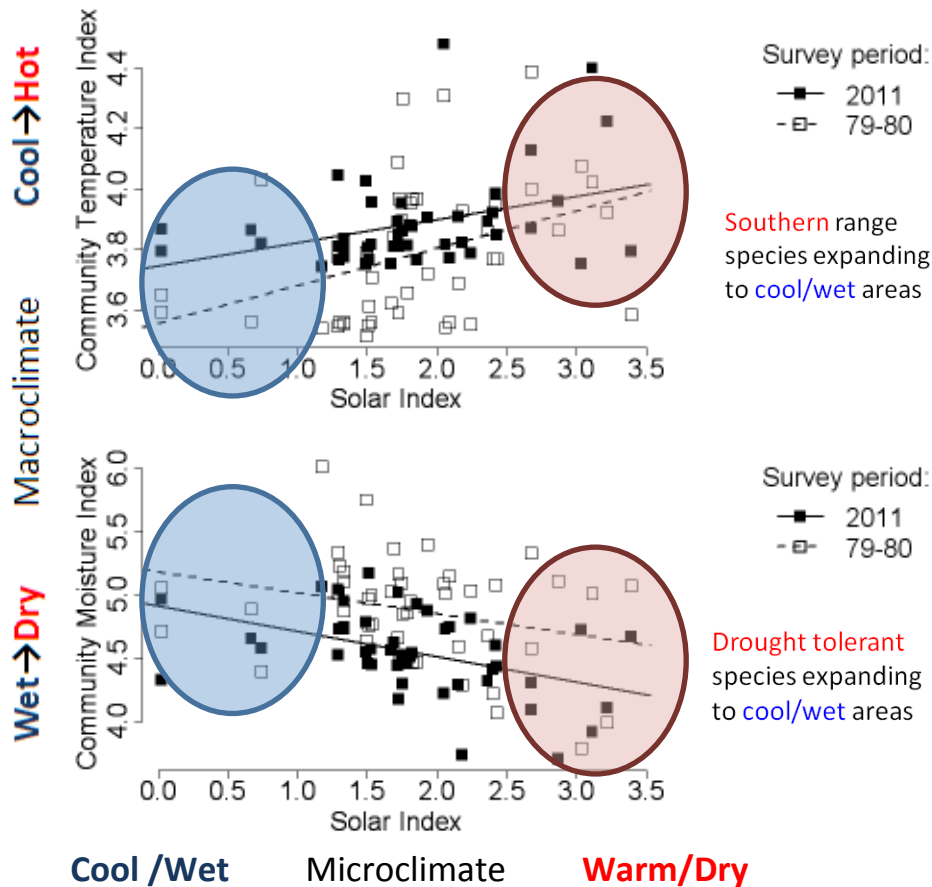 Cool→Hot
Macroclimate
Wet→Dry
Community Temperature Index
4.4
4.2
4.0
3.8
3.6
0.0 0.5 1.0 1.5 2.0 2.5 3.0 3.5
Solar Index
Survey period:
2011
79-80
Southern range
species expanding
to cool/wet areas
Community Moisture Index
6.0
5.5
5.0
4.5
4.0
0.0 0.5 1.0 1.5 2.0 2.5 3.0 3.5
Solar Index
Survey period:
2011
79-80
Drought tolerant
species expanding
to cool/wet areas
Cool /Wet Microclimate Warm/Dry